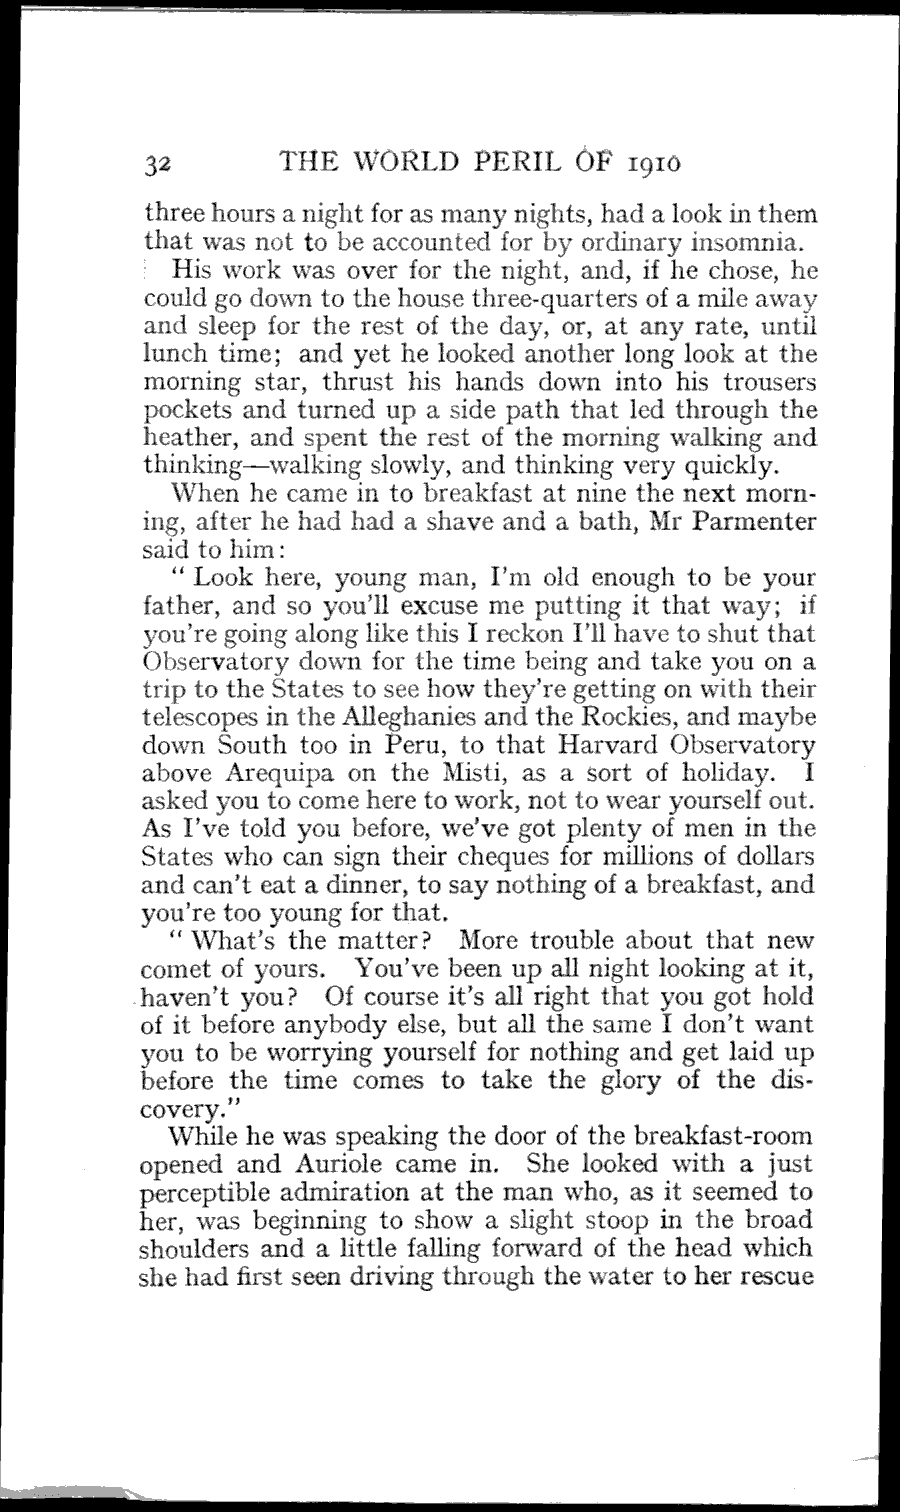 32 THE WORLD PERIL OF 1910
three hours a night for as many nights, had a look in them
that was not to be accounted for by ordinary insomnia.
His work was over for the night, and, if he chose, he
could go down to the house three-quarters of a mile away
and sleep for the rest of the day, or, at any rate, until
lunch time; and yet he looked another long look at the
morning star, thrust his hands down into his trousers
pockets and turned up a side path that led through the
heather, and spent the rest of the morning walking and
thinking—walking slowly, and thinking very quickly.
When he came in to breakfast at nine the next morn-
ing, after he had had a shave and a bath, Mr Parmenter
said to him:
" Look here, young man, I'm old enough to be your
father, and so you'll excuse me putting it that way; if
you're going along like this I reckon I'll have to shut that
Observatory down for the time being and take you on a
trip to the States to see how they're getting on with their
telescopes in the Alleghanies and the Rockies, and maybe
down South too in Peru, to that Harvard Observatory
above Arequipa on the Misti, as a sort of holiday. I
asked you to come here to work, not to wear yourself out.
As I've told you before, we've got plenty of men in the
States who can sign their cheques for millions of dollars
and can't eat a dinner, to say nothing of a breakfast, and
you're too young for that.
" What's the matter? More trouble about that new
comet of yours. You've been up all night looking at it,
haven't you? Of course it's all right that you got hold
of it before anybody else, but all the same I don't want
you to be worrying yourself for nothing and get laid up
before the time comes to take the glory of the dis-
covery."
While he was speaking the door of the breakfast-room
opened and Auriole came in. She looked with a just
perceptible admiration at the man who, as it seemed to
her, was beginning to show a slight stoop in the broad
shoulders and a little falling forward of the head which
she had first seen driving through the water to her rescue